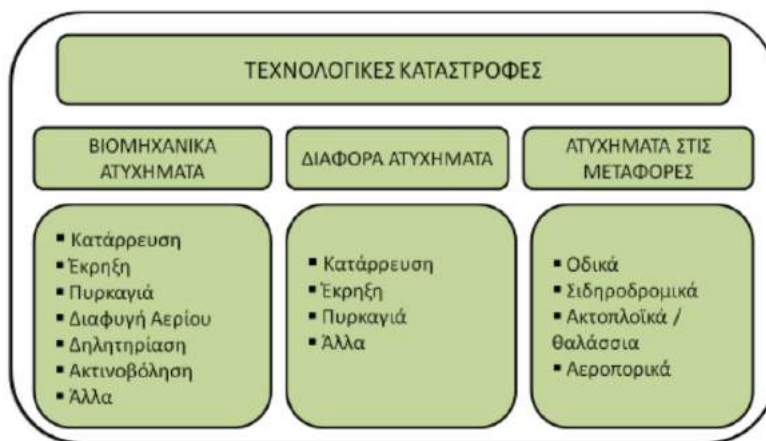 ΤΕΧΝΟΛΟΓΙΚΕΣ ΚΑΤΑΣΤΡΟΦΕΣ
ΒΙΟΜΗΧΑΝΙΚΑ
ΑΤΥΧΗΜΑΤΑ
ΔΙΑΦΟΡΑ ΑΤΥΧΗΜΑΤΑ
ΑΤΥΧΗΜΑΤΑ ΣΤΙΣ
ΜΕΤΑΦΟΡΕΣ
▪ Κατάρρευση
▪ Έκρηξη
▪ Πυρκαγιά
▪ Διαφυγή Αερίου
▪ Δηλητηρίαση
▪ Ακτινοβόληση
▪ Άλλα
▪ Κατάρρευση
▪ Έκρηξη
▪ Πυρκαγιά
▪ Άλλα
▪ Οδικά
▪ Σιδηροδρομικά
▪ Ακτοπλοϊκά /
θαλάσσια
▪ Αεροπορικά